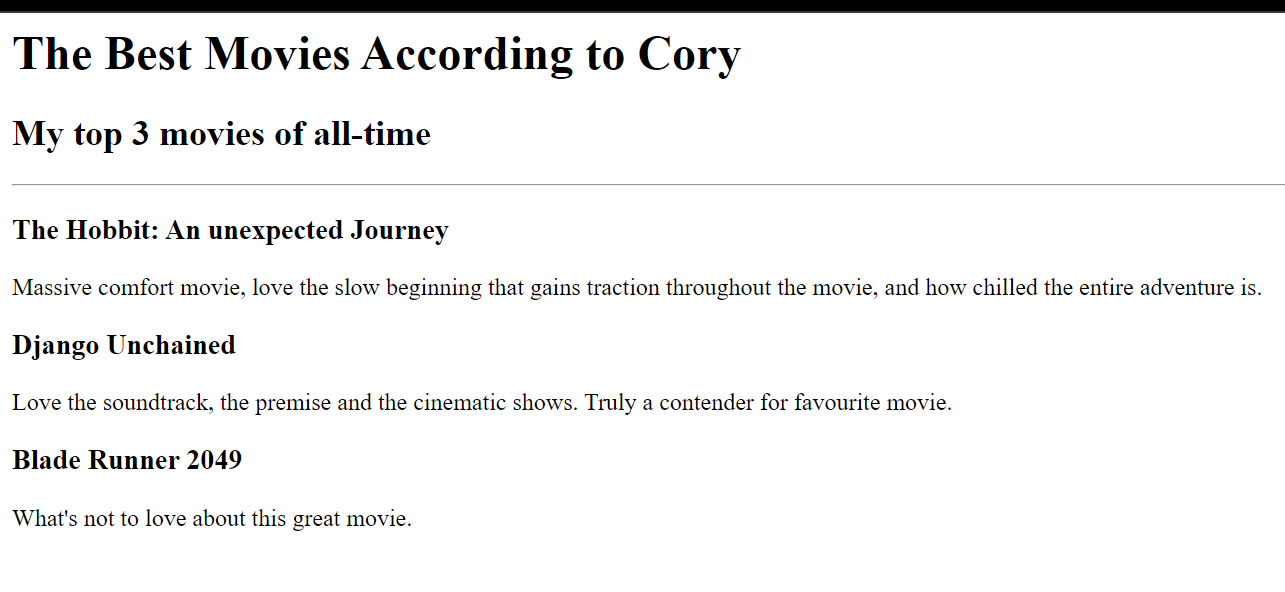 The Best Movies According to Cory
My top 3 movies of all-time
The Hobbit: An unexpected Journey
Massive comfort movie, love the slow beginning that gains traction throughout the movie, and how chilled the entire adventure is.
Django Unchained
Love the soundtrack, the premise and the cinematic shows. Truly a contender for favourite movie.
Blade Runner 2049
What's not to love about this great movie.